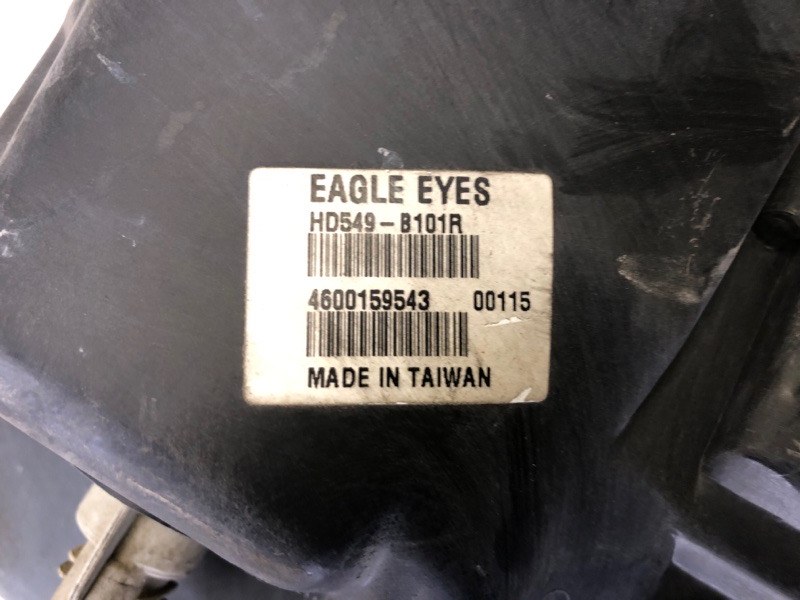 EAGLE EYES
HD549-B101R
4600159543 00115
MADE IN TAIWAN